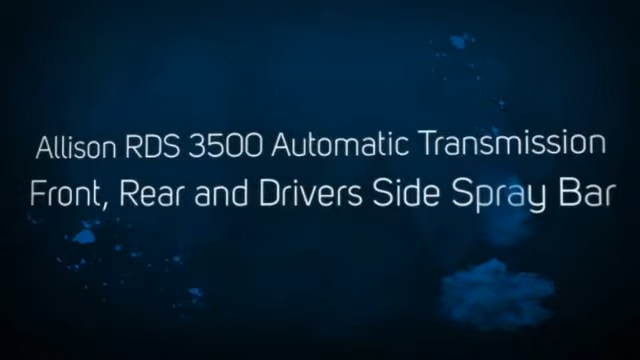 Allison RDS 3500 Automatic Transmission
Front, Rear and Drivers Side Spray Bar